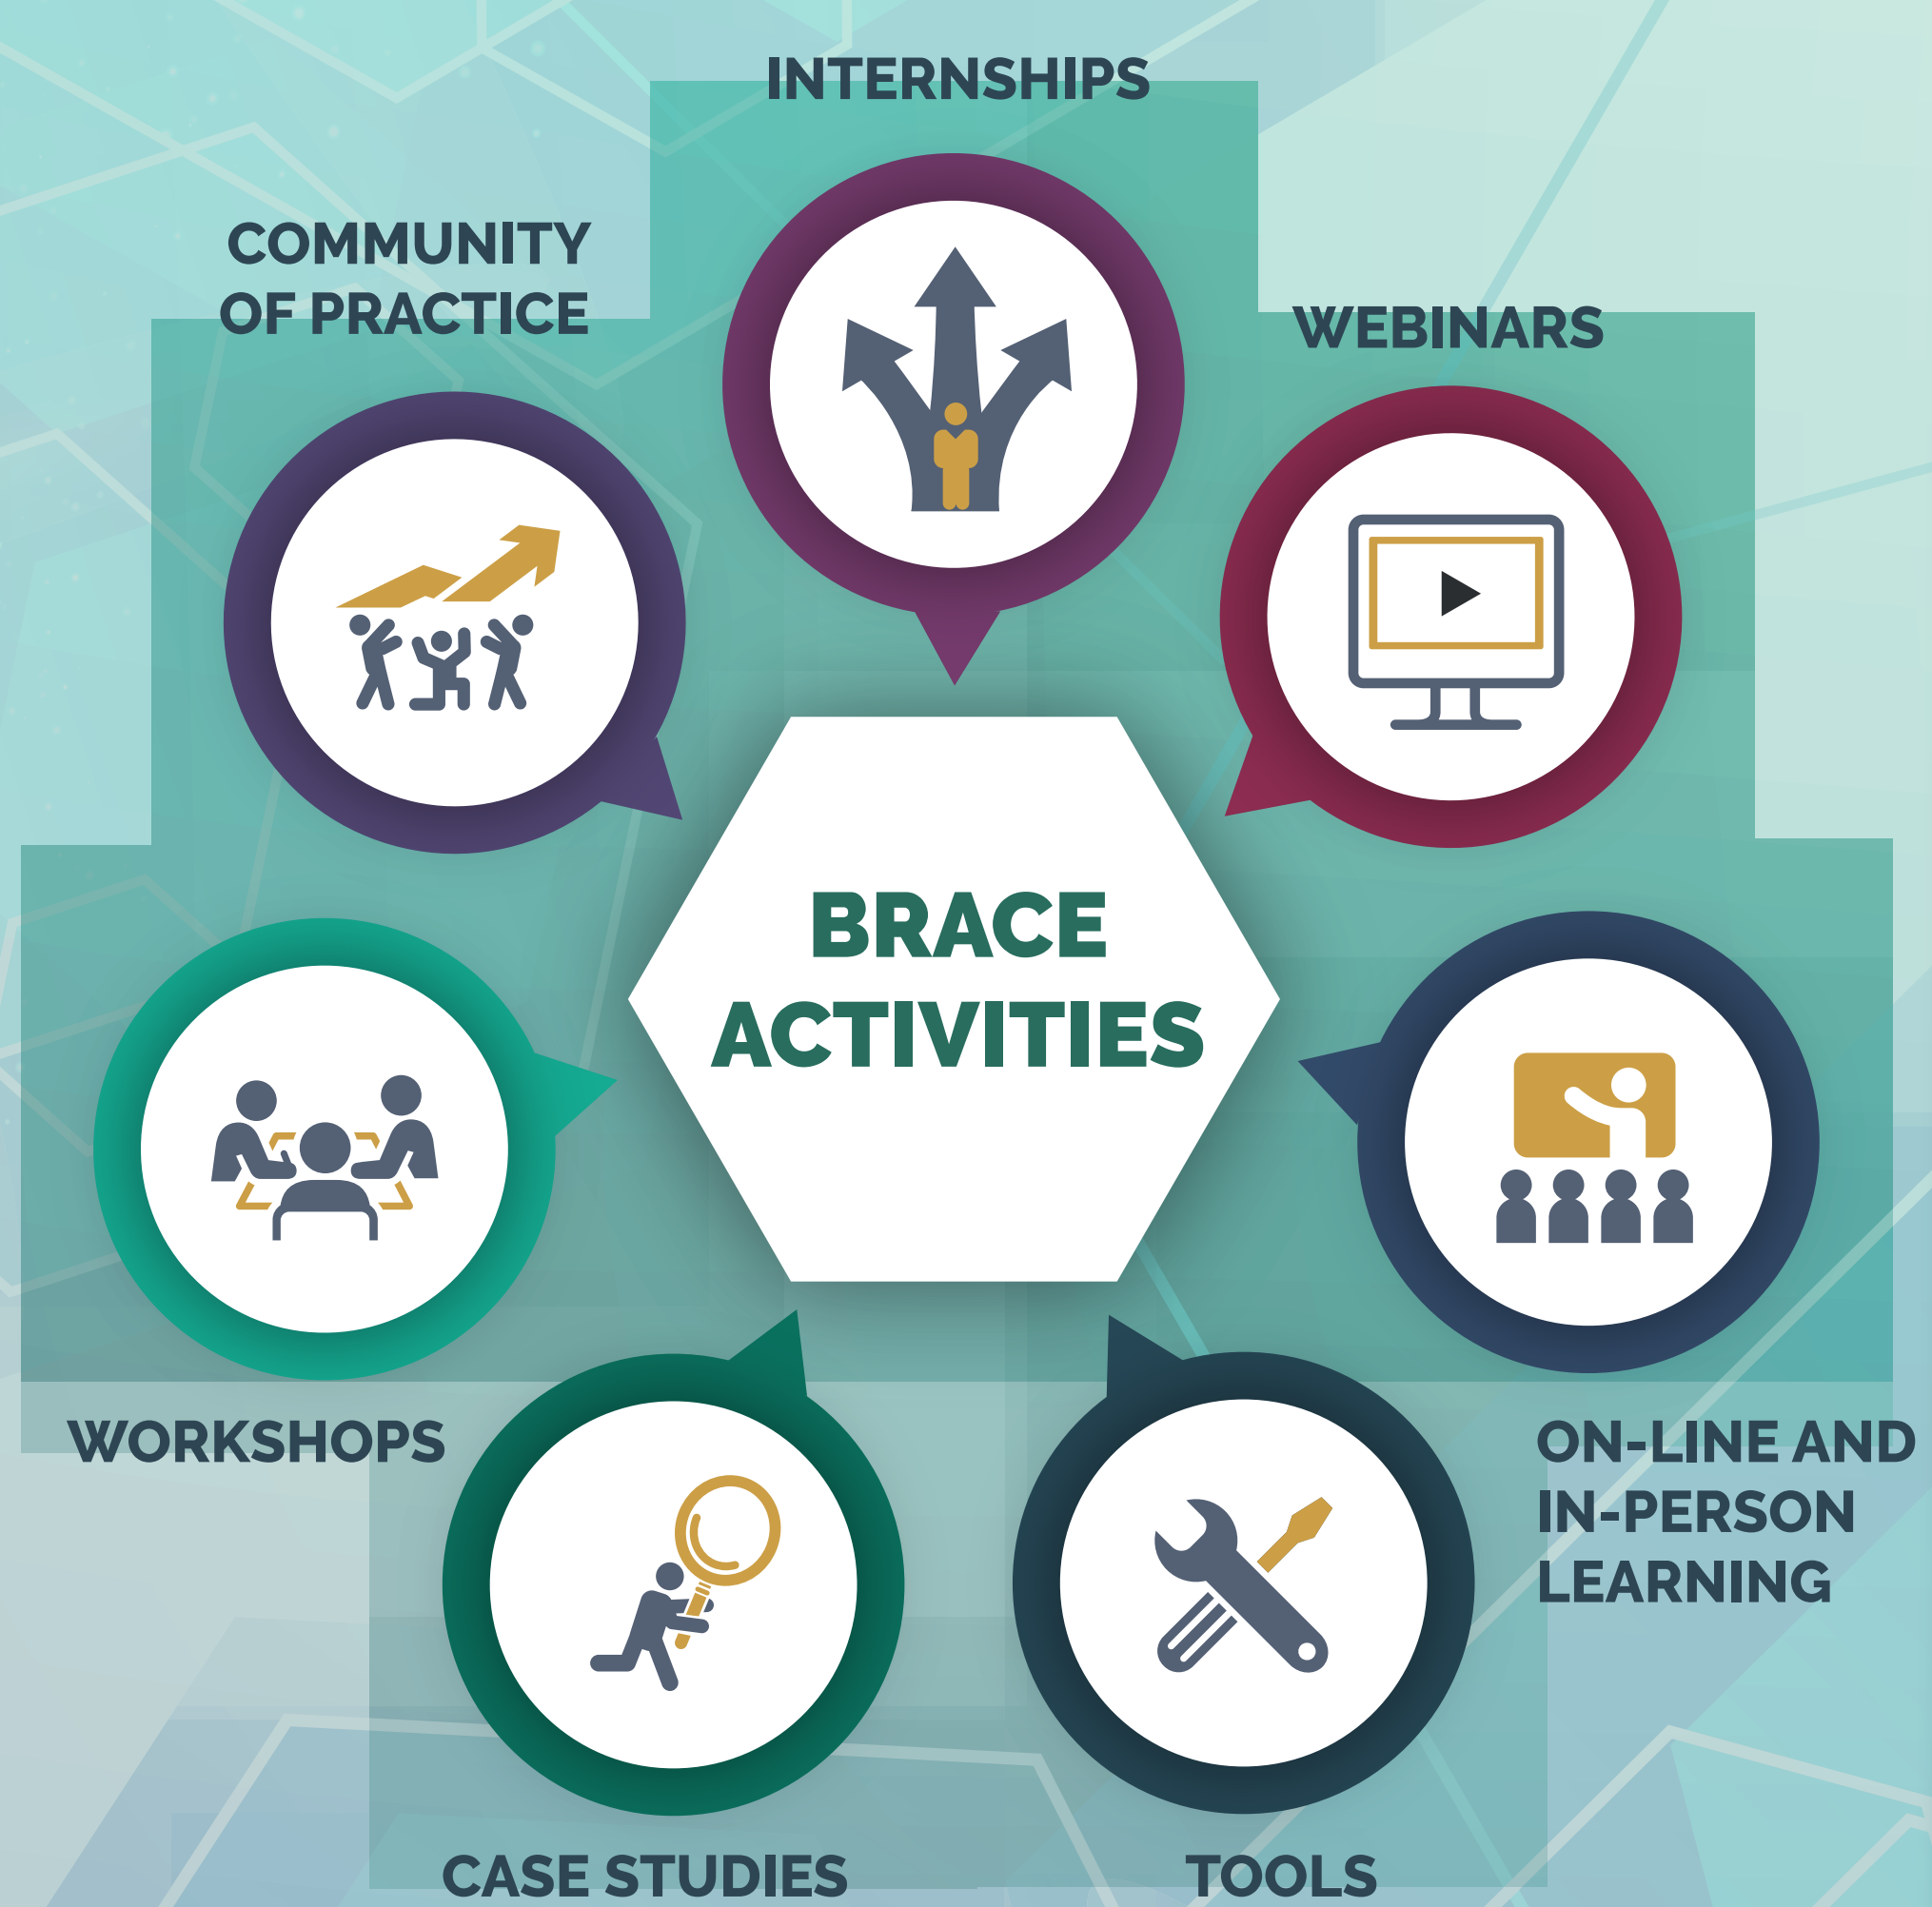 INTERNSHIPS
COMMUNITY
OF PRACTICE
WEBINARS
BRACE
ACTIVITIES
WORKSHOPS
ON-LINE AND
IN-PERSON
LEARNING
CASE STUDIES
TOOLS